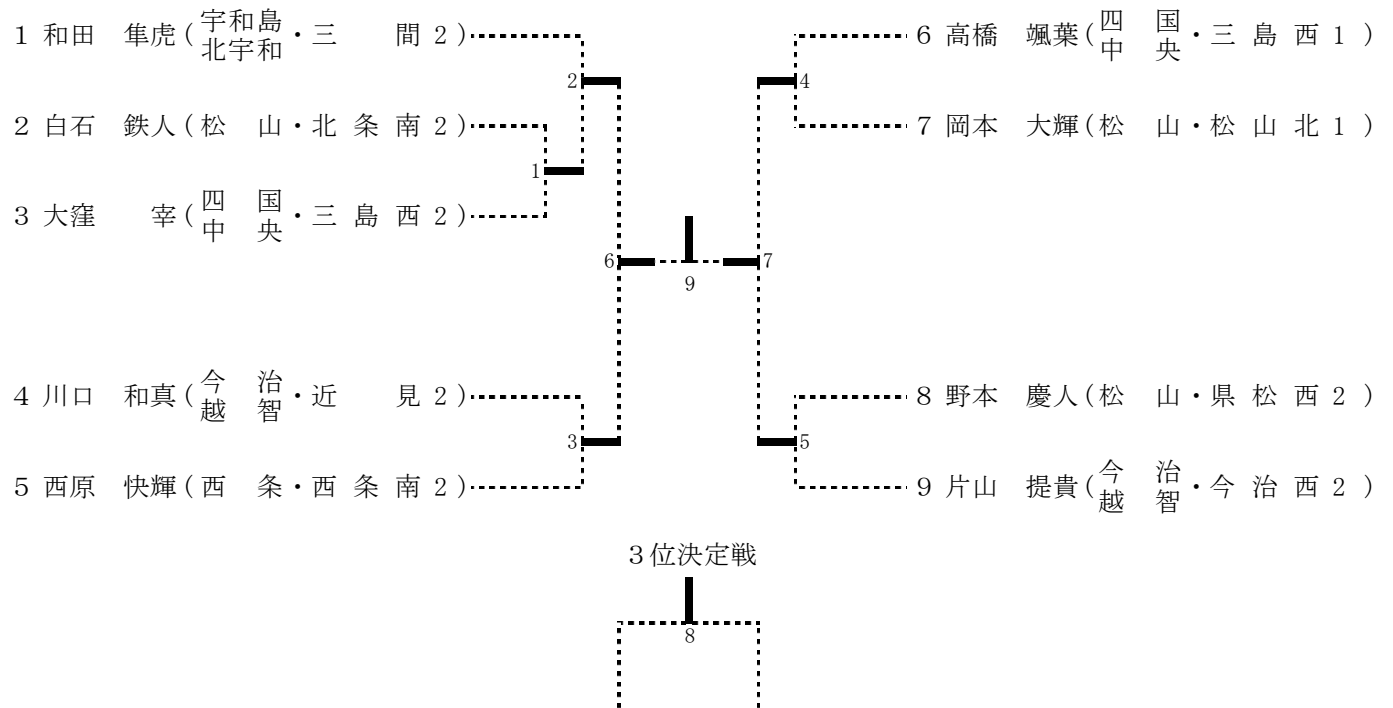 1 和田 隼虎(宇和島北宇和・三 間 2)
2 白石 鉄人(松 山・北 条 南 2)
3 大窪 宰(四国中央・三 島 西 2)
4 川口 和真(今治越智・近 見 2)
5 西原 快輝(西 条・西 条 南 2)
6 高橋 颯葉(四国中央・三 島 西 1)
7 岡本 大輝(松 山・松 山 北 1)
8 野本 慶人(松 山・県 松 西 2)
9 片山 提貴(今治越智・今 治 西 2)
2
1
6
3
4
7
5
9
3位決定戦
8